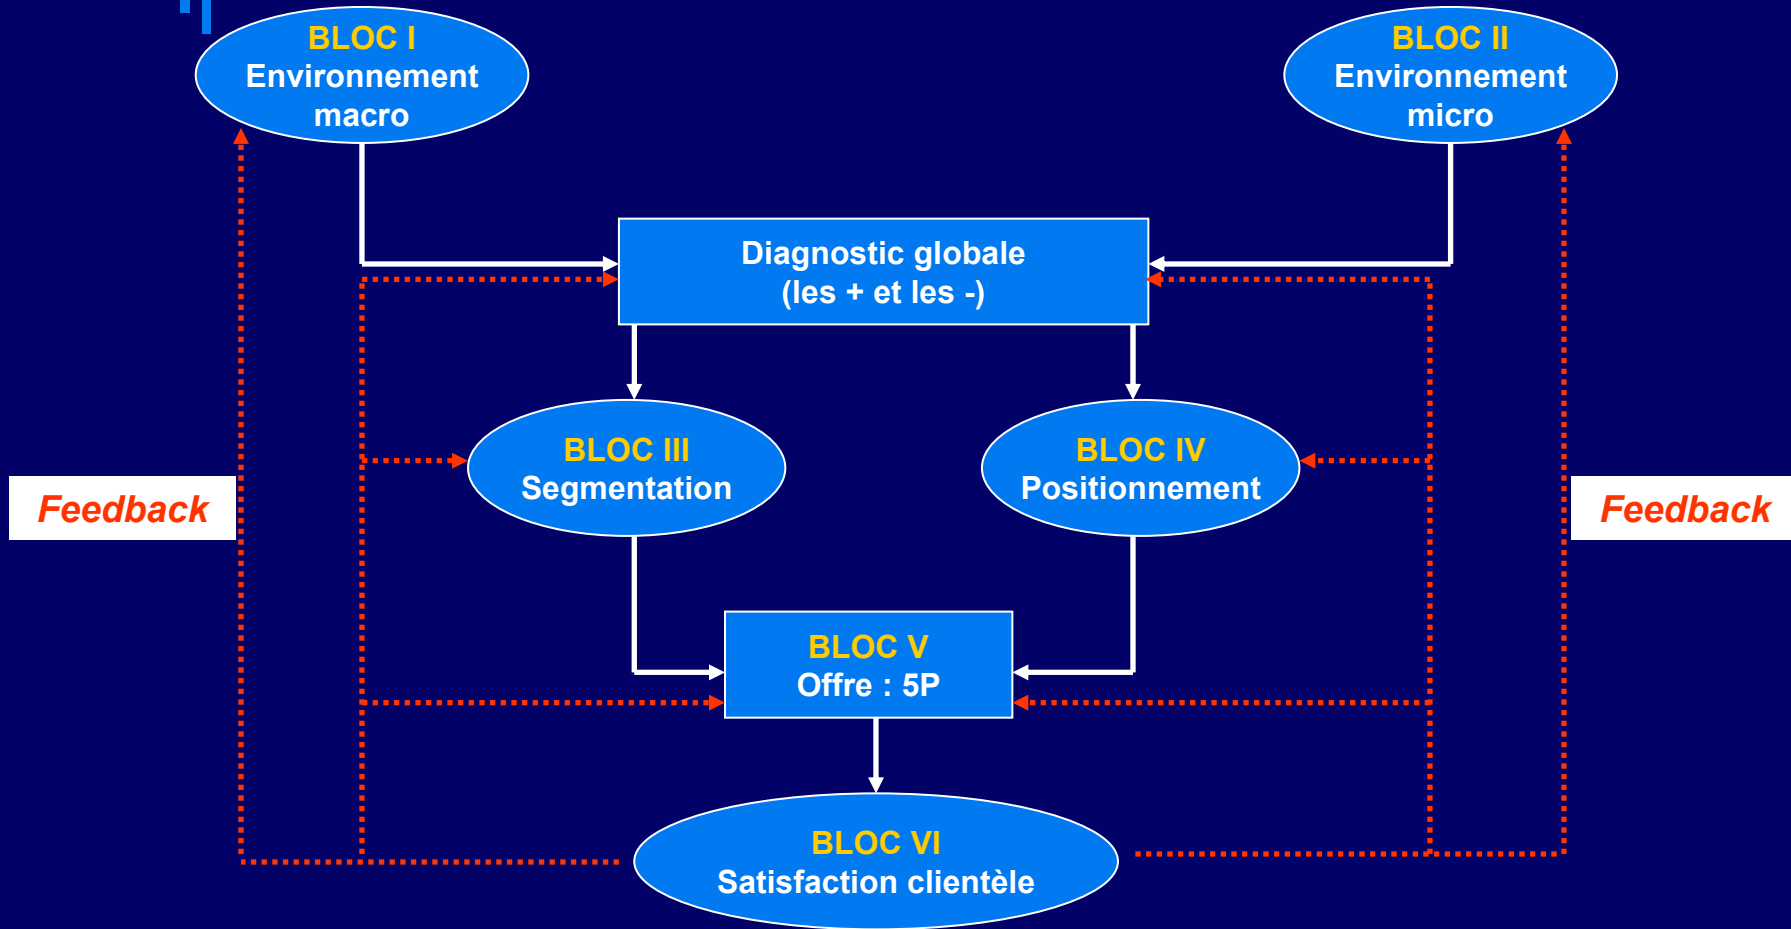 BLOC I
Environnement
macro
BLOC II
Environnement
micro
Diagnostic globale
(les + et les -)
BLOC III
Segmentation
BLOC IV
Positionnement
Feedback
Feedback
BLOC V
Offre : 5P
BLOC VI
Satisfaction clientèle